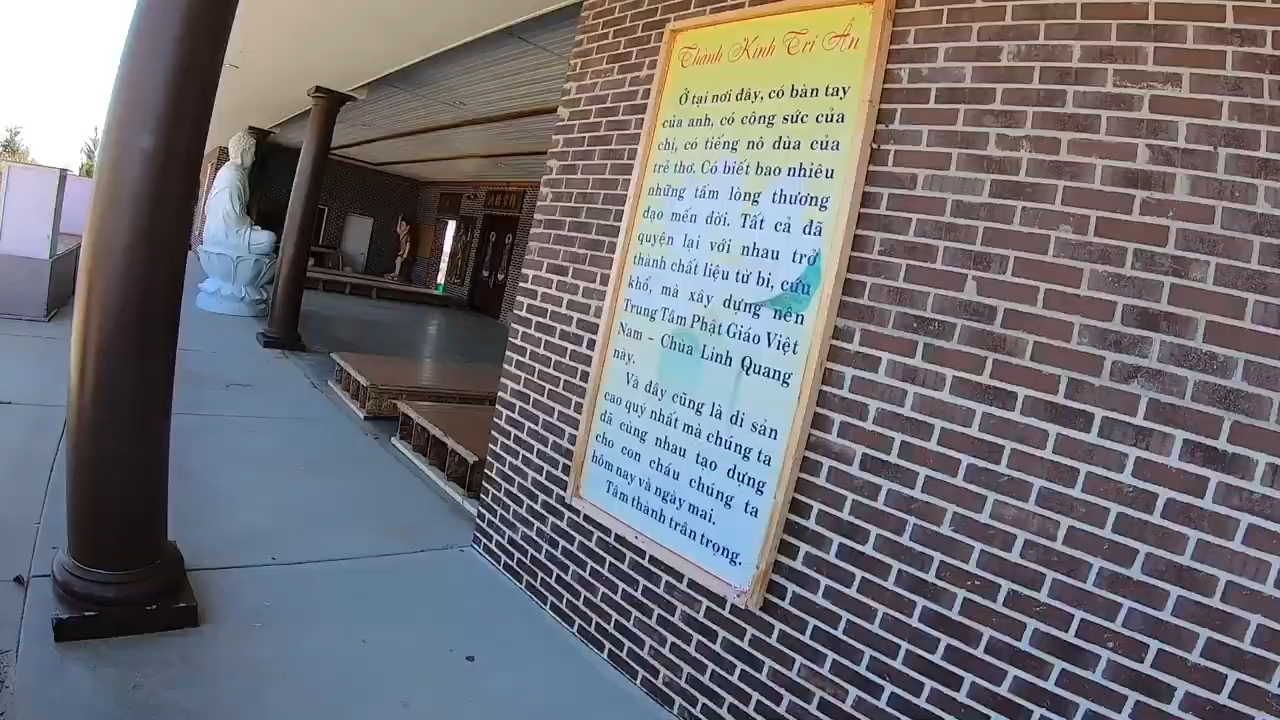 Thành Kính Tri Ân
Ở tại nơi đây, có bàn tay
của anh, có công sức của
chị, có tiếng nô đùa của
trẻ thơ. Có biết bao nhiêu
những tấm lòng thương
đạo mến đời. Tất cả đã
quyện lại với nhau trở
thành chất liệu từ bi, cứu
khổ, mà xây dựng nên
Trung Tâm Phật Giáo Việt
Nam - Chùa Linh Quang
này.
Và đây cũng là di sản
cao quý nhất mà chúng ta
đã cùng nhau tạo dựng
cho con cháu chúng ta
hôm nay và ngày mai.
Tâm thành trân trọng.